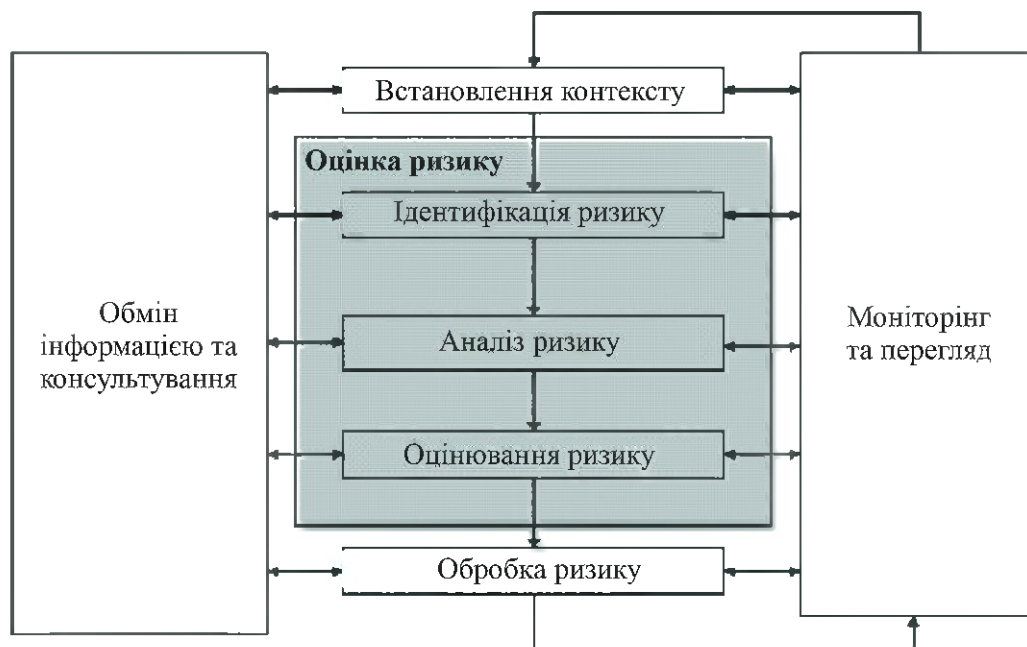 Встановлення контексту
Оцінка ризику
Ідентифікація ризику
Аналіз ризику
Оцінювання ризику
Обробка ризику
Обмін
інформацією та
консультування
Моніторінг
та перегляд